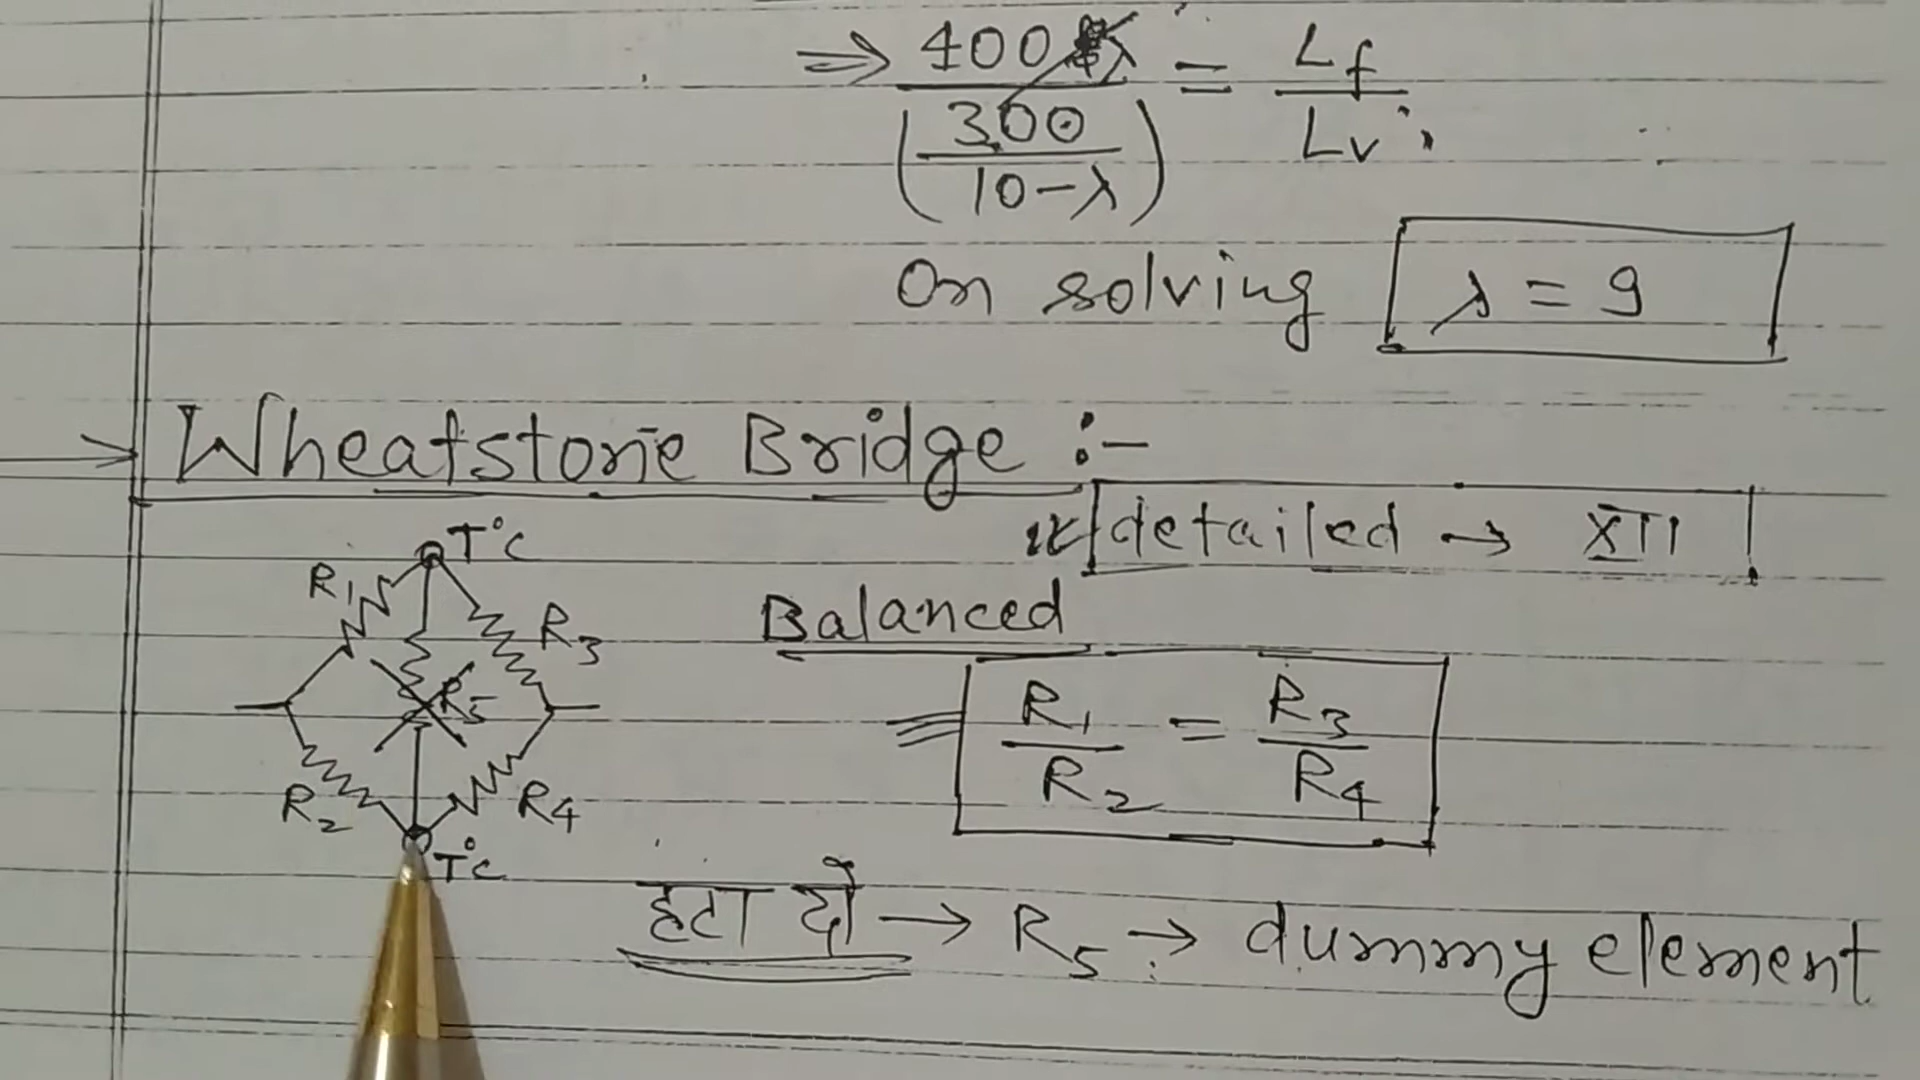 ⇒ 400 λ / (300 / 10-λ) = Lf / Lv
On solving λ = 9
→ Wheatstone Bridge :-
detailed → XII
T°C
R1
R3
Balanced
R5
R1 / R2 = R3 / R4
R2
R4
T°C
हटा दो → R5 → dummy element